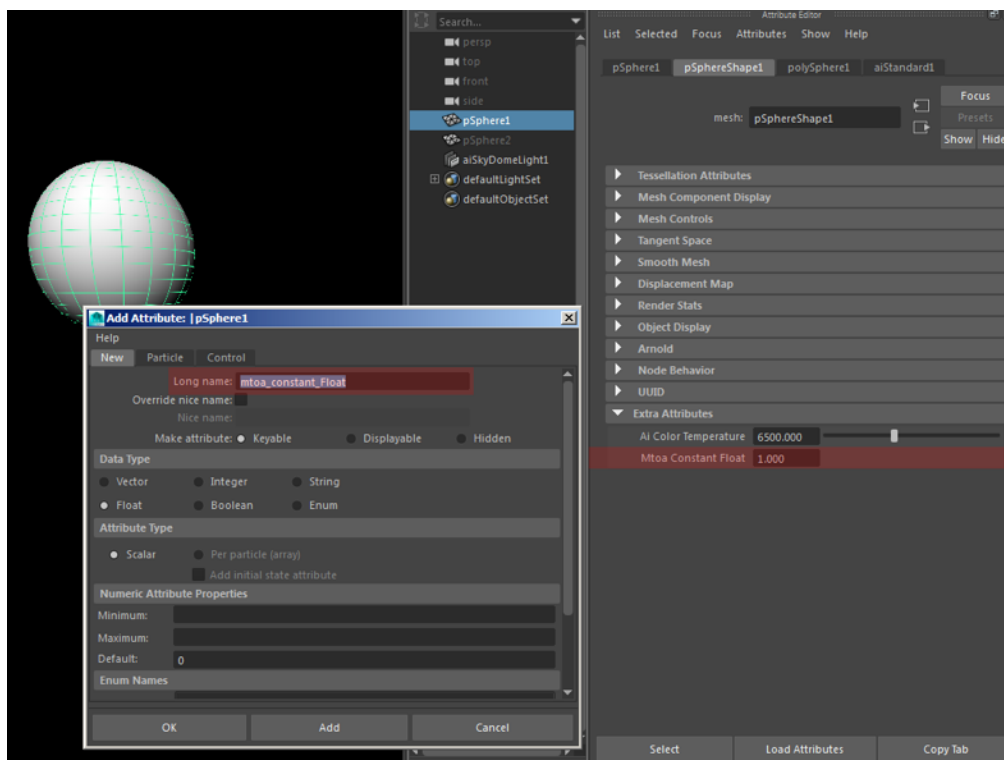 Search...
persp
top
front
side
pSphere1
pSphere2
aiSkyDomeLight1
defaultLightSet
defaultObjectSet
Attribute Editor
List Selected Focus Attributes Show Help
pSphere1 pSphereShape1 polySphere1 aiStandard1
Focus
mesh: pSphereShape1
Presets
Show Hide
Tessellation Attributes
Mesh Component Display
Mesh Controls
Tangent Space
Smooth Mesh
Displacement Map
Render Stats
Object Display
Arnold
Node Behavior
UUID
Extra Attributes
Ai Color Temperature 6500.000
Mtoa Constant Float 1.000
Select Load Attributes Copy Tab
Add Attribute: |pSphere1
Help
New Particle Control
Long name: mtoa_constant_Float
Override nice name:
Nice name:
Make attribute: Keyable Displayable Hidden
Data Type
Vector Integer String
Float Boolean Enum
Attribute Type
Scalar Per particle (array)
Add initial state attribute
Numeric Attribute Properties
Minimum:
Maximum:
Default: 0
Enum Names
OK Add Cancel